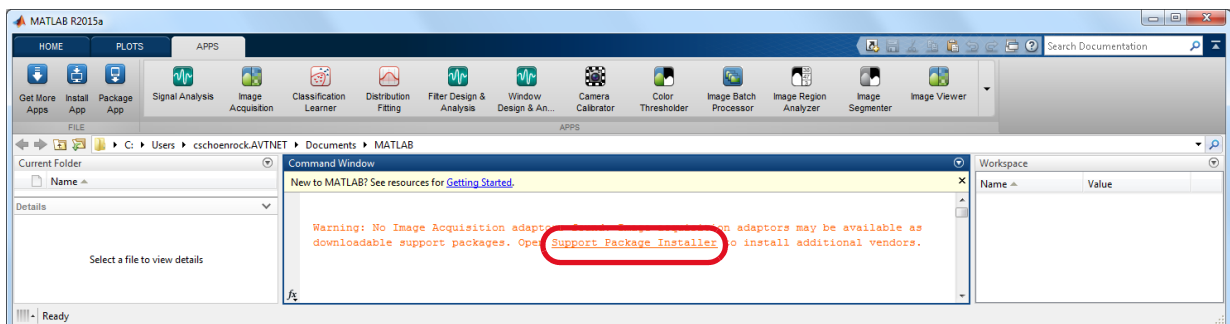 MATLAB R2015a
HOME PLOTS APPS
Search Documentation
Get More Apps
Install App
Package App
Signal Analysis
Image Acquisition
Classification Learner
Distribution Fitting
Filter Design & Analysis
Window Design & An...
Camera Calibrator
Color Thresholder
Image Batch Processor
Image Region Analyzer
Image Segmenter
Image Viewer
FILE APPS
C: Users cschoenrock.AVTNET Documents MATLAB
Current Folder
Name
Details
Select a file to view details
Command Window
New to MATLAB? See resources for Getting Started.
Warning: No Image Acquisition adaptors may be available as
downloadable support packages. Open Support Package Installer to install additional vendors.
fx
Workspace
Name Value
Ready